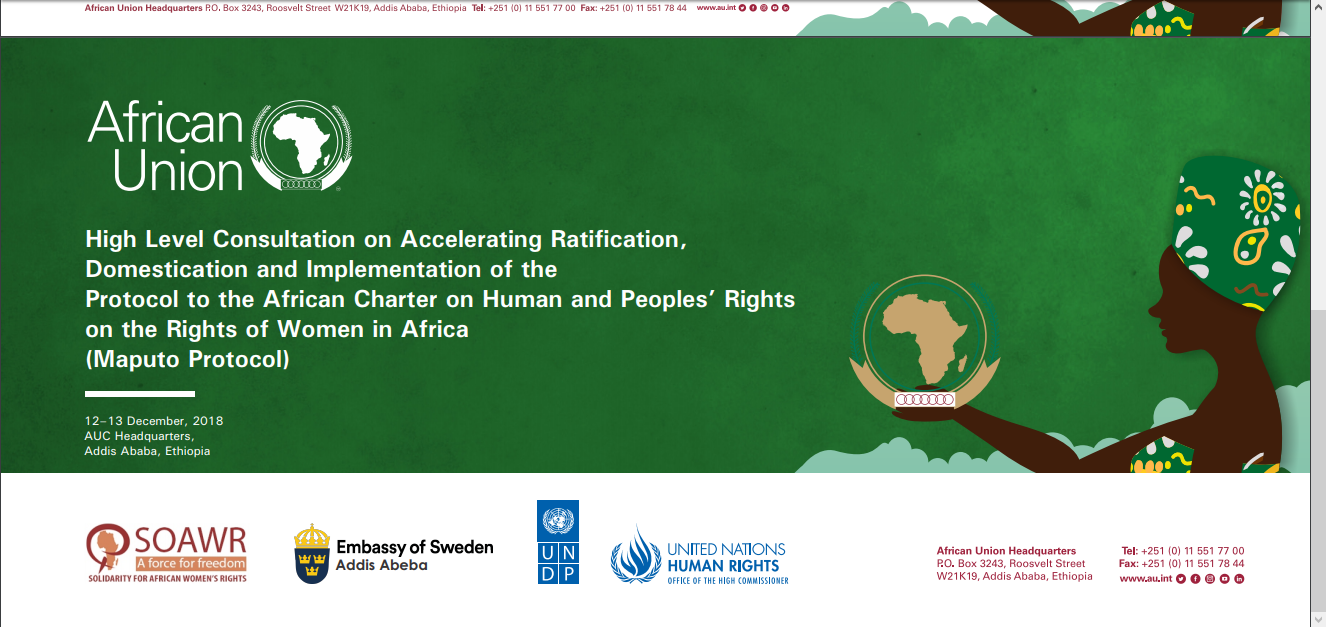 African Union Headquarters P.O. Box 3243, Roosvelt Street W21K19, Addis Ababa, Ethiopia Tel: +251 (0) 11 551 77 00 Fax: +251 (0) 11 551 78 44 www.au.int
African
Union
High Level Consultation on Accelerating Ratification,
Domestication and Implementation of the
Protocol to the African Charter on Human and Peoples’ Rights
on the Rights of Women in Africa
(Maputo Protocol)
12–13 December, 2018
AUC Headquarters,
Addis Ababa, Ethiopia
SOAWR
A force for freedom
SOLIDARITY FOR AFRICAN WOMEN'S RIGHTS
Embassy of Sweden
Addis Abeba
U N
D P
UNITED NATIONS
HUMAN RIGHTS
OFFICE OF THE HIGH COMMISSIONER
African Union Headquarters
P.O. Box 3243, Roosvelt Street
W21K19, Addis Ababa, Ethiopia
Tel: +251 (0) 11 551 77 00
Fax: +251 (0) 11 551 78 44
www.au.int